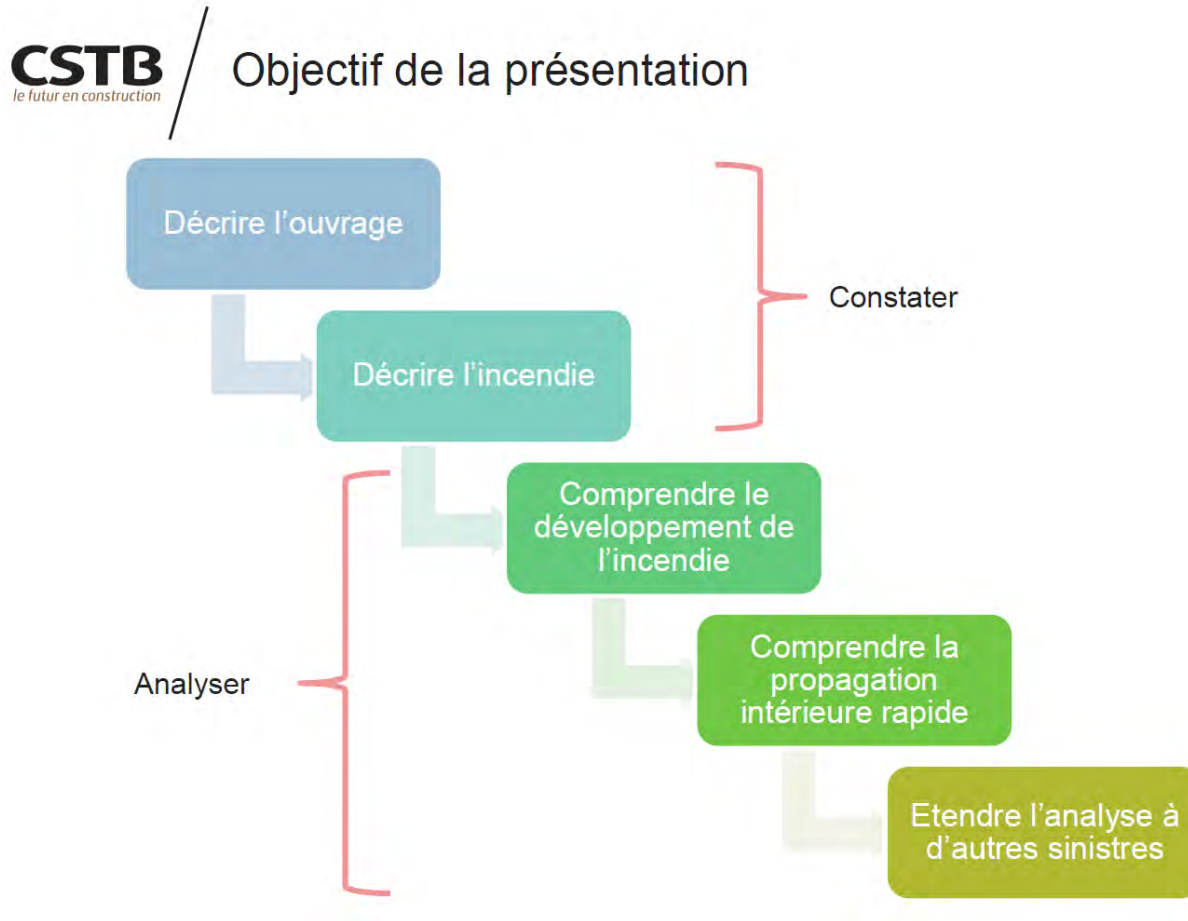 CSTB
le futur en construction
Objectif de la présentation
Décrire l'ouvrage
Constater
Décrire l'incendie
Comprendre le
développement de
l'incendie
Analyser
Comprendre la
propagation
intérieure rapide
Etendre l'analyse à
d'autres sinistres